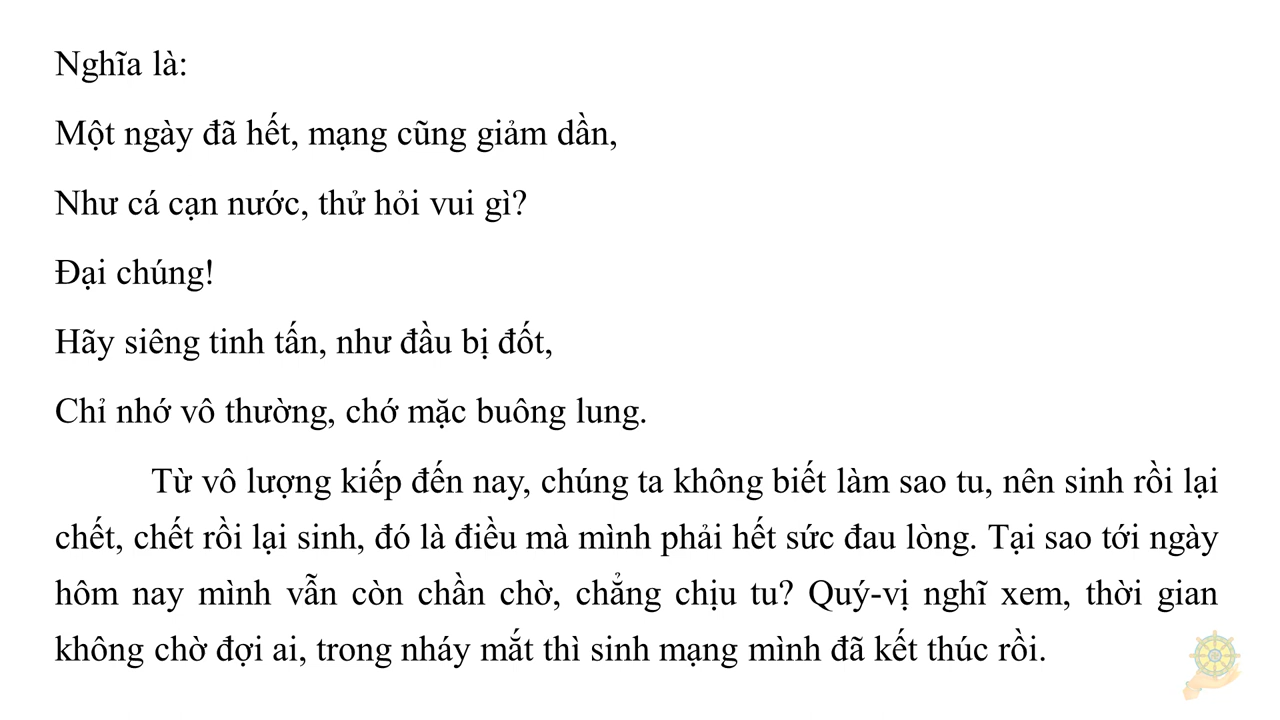 Nghĩa là:
Một ngày đã hết, mạng cũng giảm dần,
Như cá cạn nước, thử hỏi vui gì?
Đại chúng!
Hãy siêng tinh tấn, như đầu bị đốt,
Chỉ nhớ vô thường, chớ mặc buông lung.
Từ vô lượng kiếp đến nay, chúng ta không biết làm sao tu, nên sinh rồi lại
chết, chết rồi lại sinh, đó là điều mà mình phải hết sức đau lòng. Tại sao tới ngày
hôm nay mình vẫn còn chần chờ, chẳng chịu tu? Quý-vị nghĩ xem, thời gian
không chờ đợi ai, trong nháy mắt thì sinh mạng mình đã kết thúc rồi.